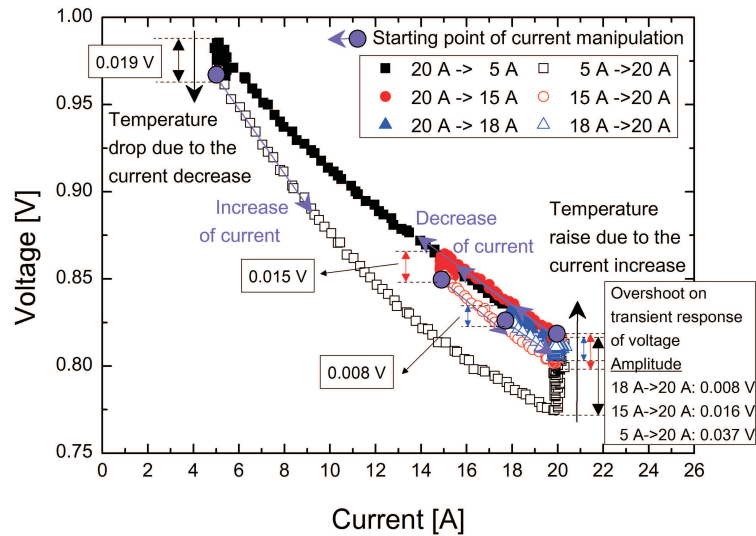 Starting point of current manipulation
20 A -> 5 A
5 A ->20 A
20 A -> 15 A
15 A ->20 A
20 A -> 18 A
18 A ->20 A
0.019 V
Temperature
drop due to the
current decrease
Increase
of current
Decrease
of current
Temperature
raise due to the
current increase
0.015 V
0.008 V
Overshoot on
transient response
of voltage
Amplitude
18 A->20 A: 0.008 V
15 A->20 A: 0.016 V
5 A->20 A: 0.037 V
Voltage [V]
1.00
0.95
0.90
0.85
0.80
0.75
0 2 4 6 8 10 12 14 16 18 20 22 24 26
Current [A]